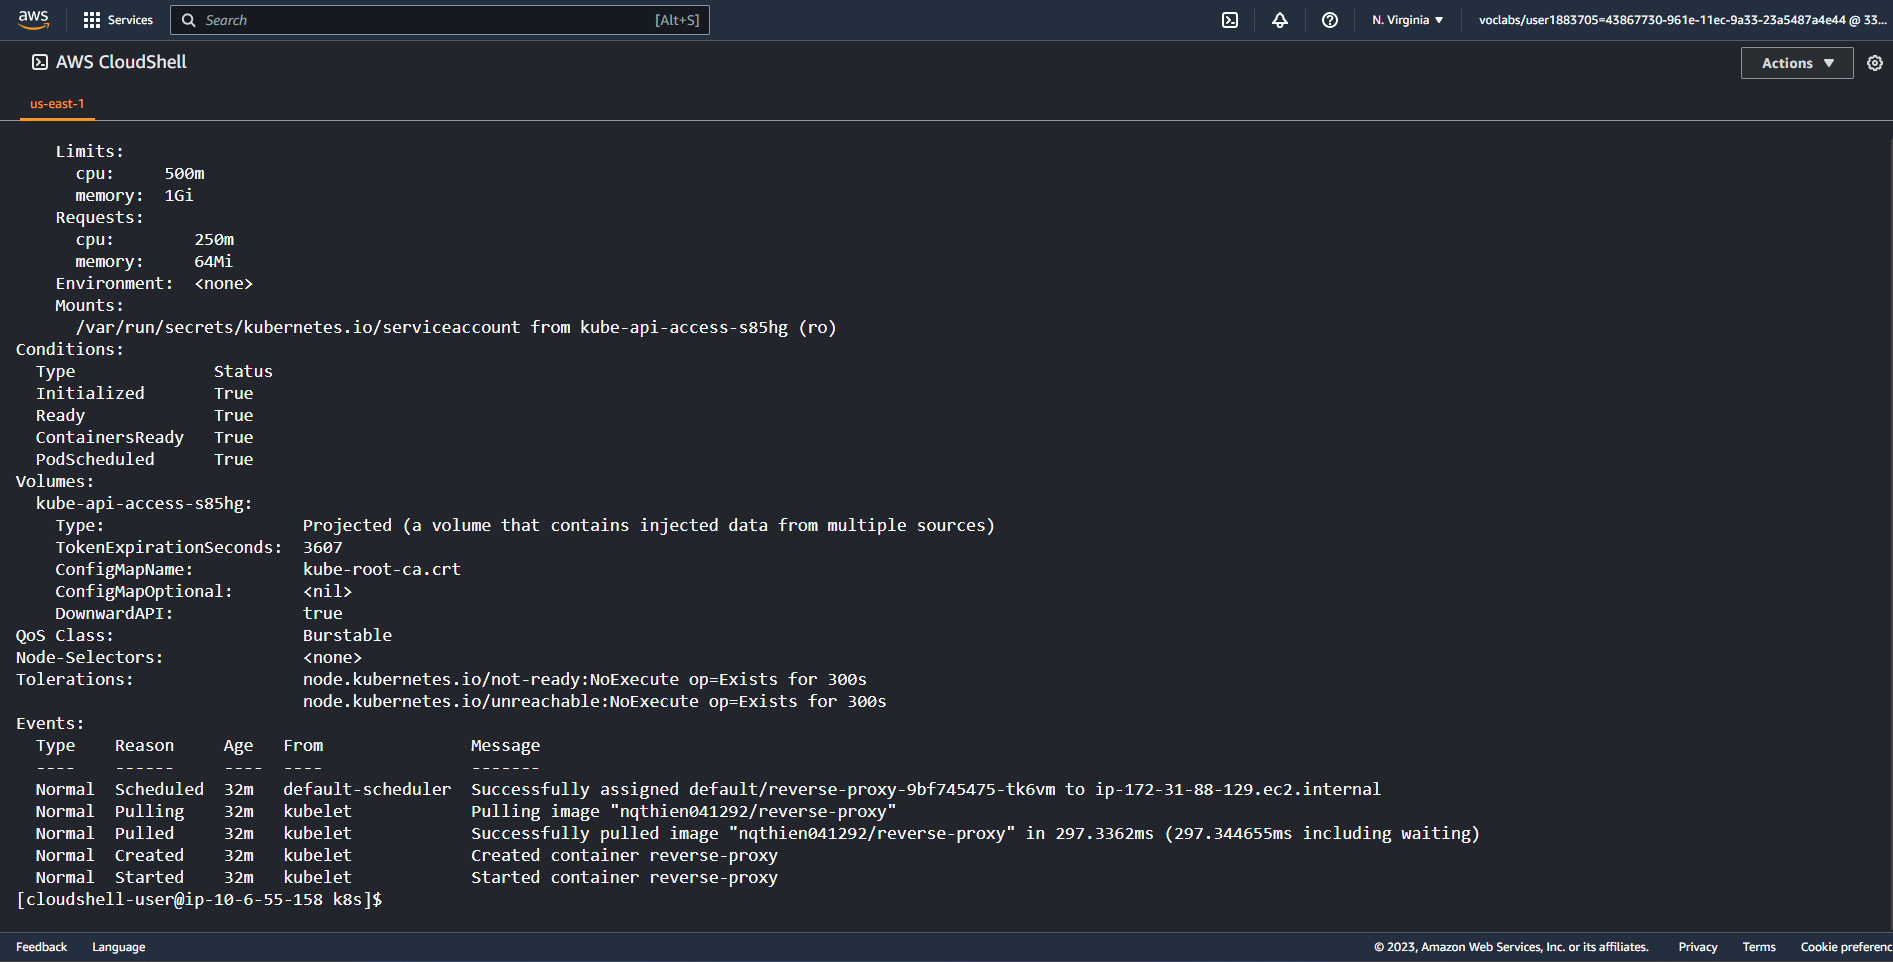 aws Services Search [Alt+S] N. Virginia voclabs/user1883705=43867730-961e-11ec-9a33-23a5487a4e44 @ 33...
AWS CloudShell Actions
us-east-1
Limits:
cpu: 500m
memory: 1Gi
Requests:
cpu: 250m
memory: 64Mi
Environment: <none>
Mounts:
/var/run/secrets/kubernetes.io/serviceaccount from kube-api-access-s85hg (ro)
Conditions:
Type Status
Initialized True
Ready True
ContainersReady True
PodScheduled True
Volumes:
kube-api-access-s85hg:
Type: Projected (a volume that contains injected data from multiple sources)
TokenExpirationSeconds: 3607
ConfigMapName: kube-root-ca.crt
ConfigMapOptional: <nil>
DownwardAPI: true
QoS Class: Burstable
Node-Selectors: <none>
Tolerations: node.kubernetes.io/not-ready:NoExecute op=Exists for 300s
node.kubernetes.io/unreachable:NoExecute op=Exists for 300s
Events:
Type Reason Age From Message
---- ------ ---- ---- -------
Normal Scheduled 32m default-scheduler Successfully assigned default/reverse-proxy-9bf745475-tk6vm to ip-172-31-88-129.ec2.internal
Normal Pulling 32m kubelet Pulling image "nqthien041292/reverse-proxy"
Normal Pulled 32m kubelet Successfully pulled image "nqthien041292/reverse-proxy" in 297.3362ms (297.344655ms including waiting)
Normal Created 32m kubelet Created container reverse-proxy
Normal Started 32m kubelet Started container reverse-proxy
[cloudshell-user@ip-10-6-55-158 k8s]$
Feedback Language © 2023, Amazon Web Services, Inc. or its affiliates. Privacy Terms Cookie preferenc